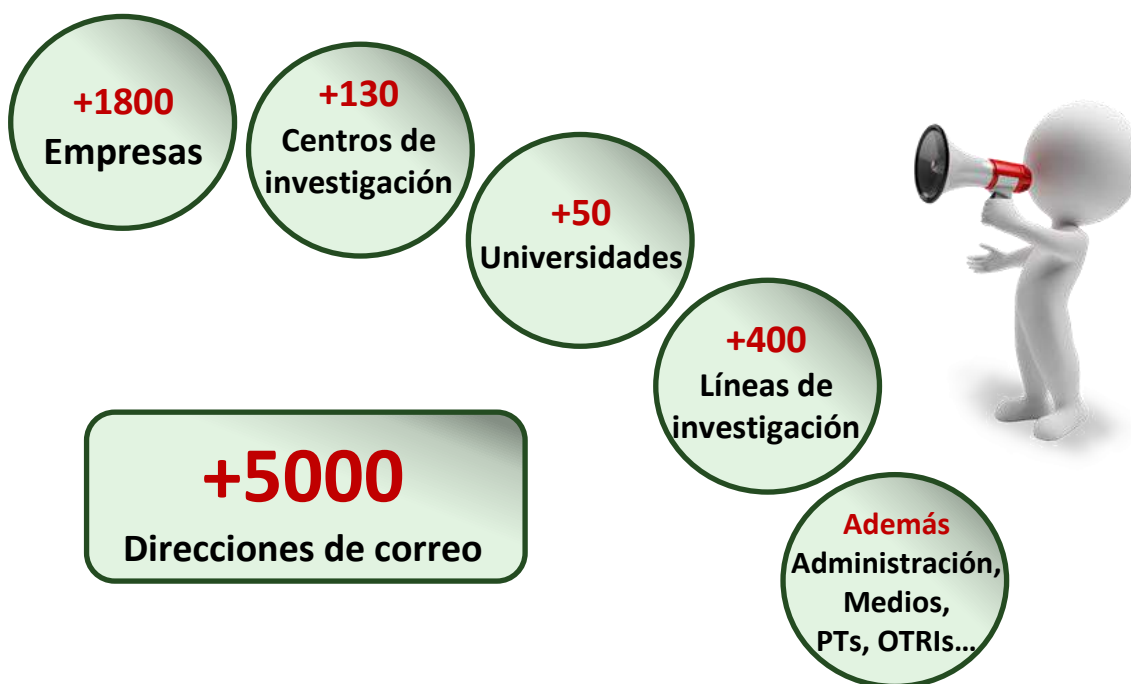 +1800
Empresas
+130
Centros de
investigación
+50
Universidades
+400
Líneas de
investigación
+5000
Direcciones de correo
Además
Administración,
Medios,
PTs, OTRIs...